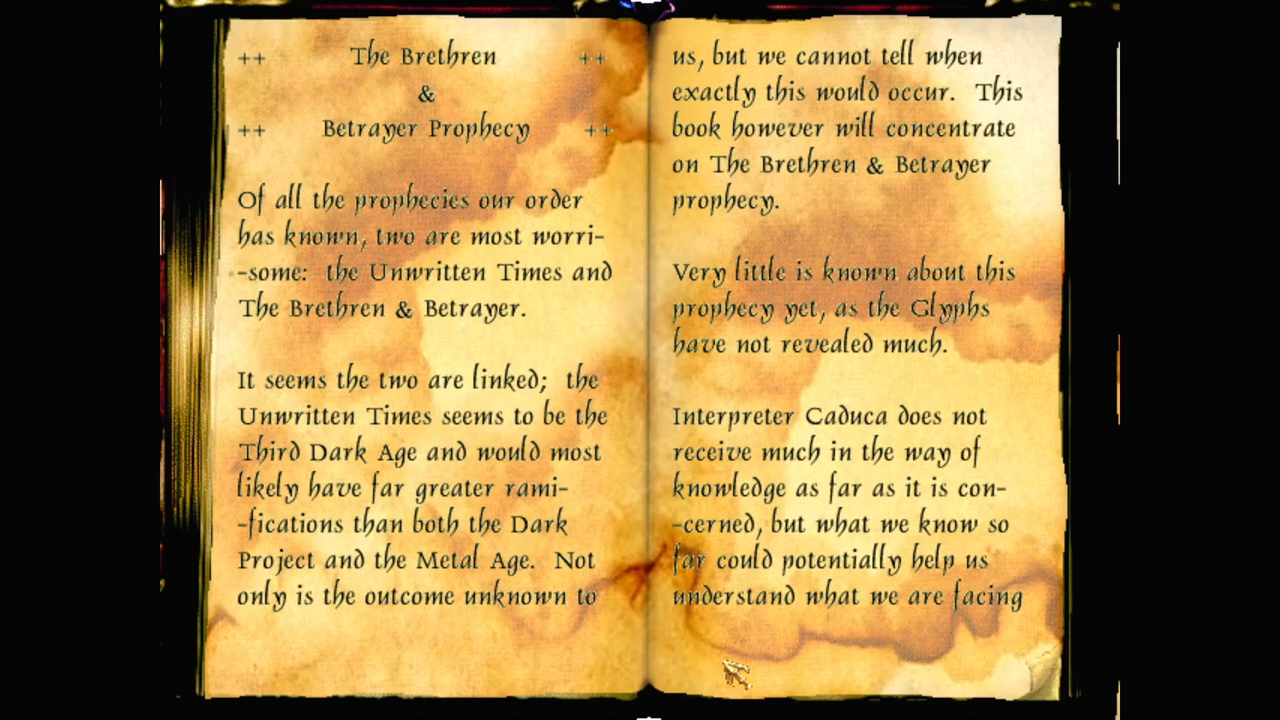 ++ The Brethren ++
&
++ Betrayer Prophecy ++
Of all the prophecies our order
has known, two are most worri-
-some: the Unwritten Times and
The Brethren & Betrayer.
It seems the two are linked; the
Unwritten Times seems to be the
Third Dark Age and would most
likely have far greater rami-
-fications than both the Dark
Project and the Metal Age. Not
only is the outcome unknown to
us, but we cannot tell when
exactly this would occur. This
book however will concentrate
on The Brethren & Betrayer
prophecy.
Very little is known about this
prophecy yet, as the Glyphs
have not revealed much.
Interpreter Caduca does not
receive much in the way of
knowledge as far as it is con-
-cerned, but what we know so
far could potentially help us
understand what we are facing